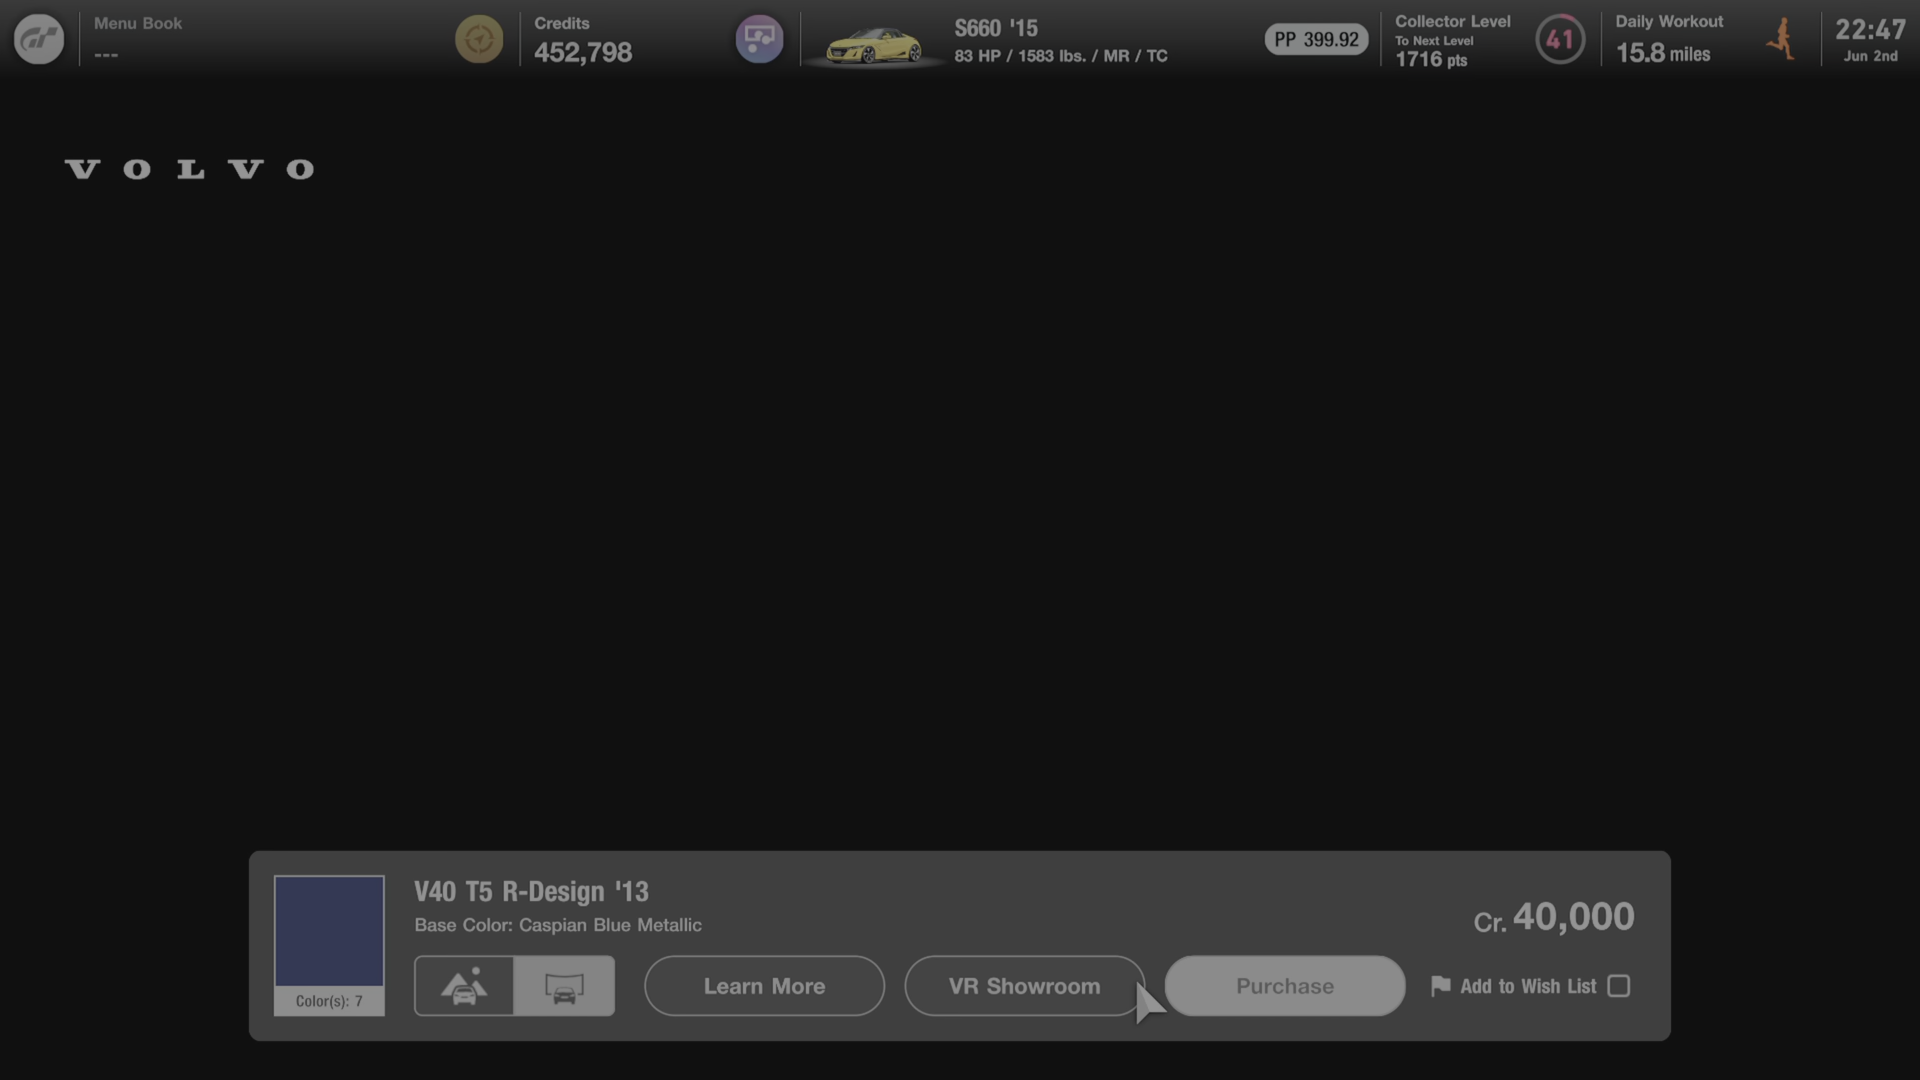 Menu Book
---
Credits
452,798
S660 '15
83 HP / 1583 lbs. / MR / TC
PP 399.92
Collector Level
To Next Level
1716 pts
41
Daily Workout
15.8 miles
22:47
Jun 2nd
VOLVO
V40 T5 R-Design '13
Base Color: Caspian Blue Metallic
Cr. 40,000
Color(s): 7
Learn More
VR Showroom
Purchase
Add to Wish List